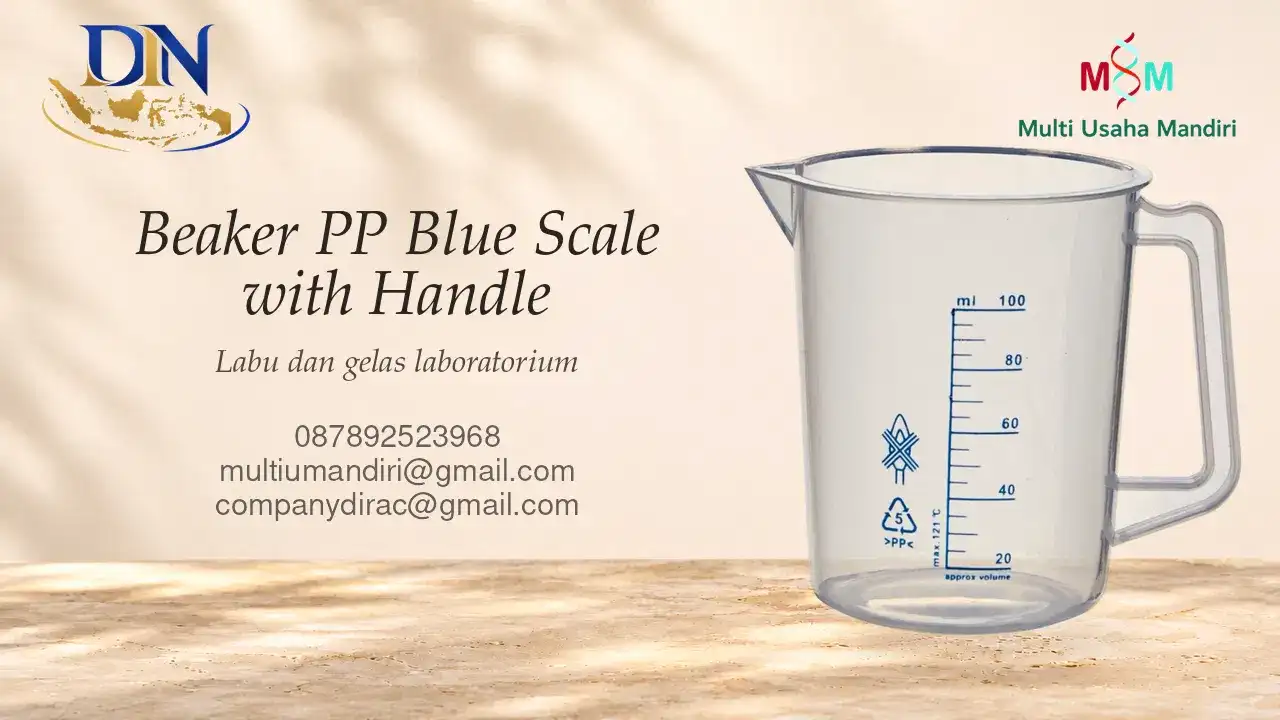 DIN
M M
Multi Usaha Mandiri
Beaker PP Blue Scale
with Handle
Labu dan gelas laboratorium
087892523968
multiumandiri@gmail.com
companydirac@gmail.com
ml 100
80
60
40
20
approx volume
max.121 °C
5
>PP<